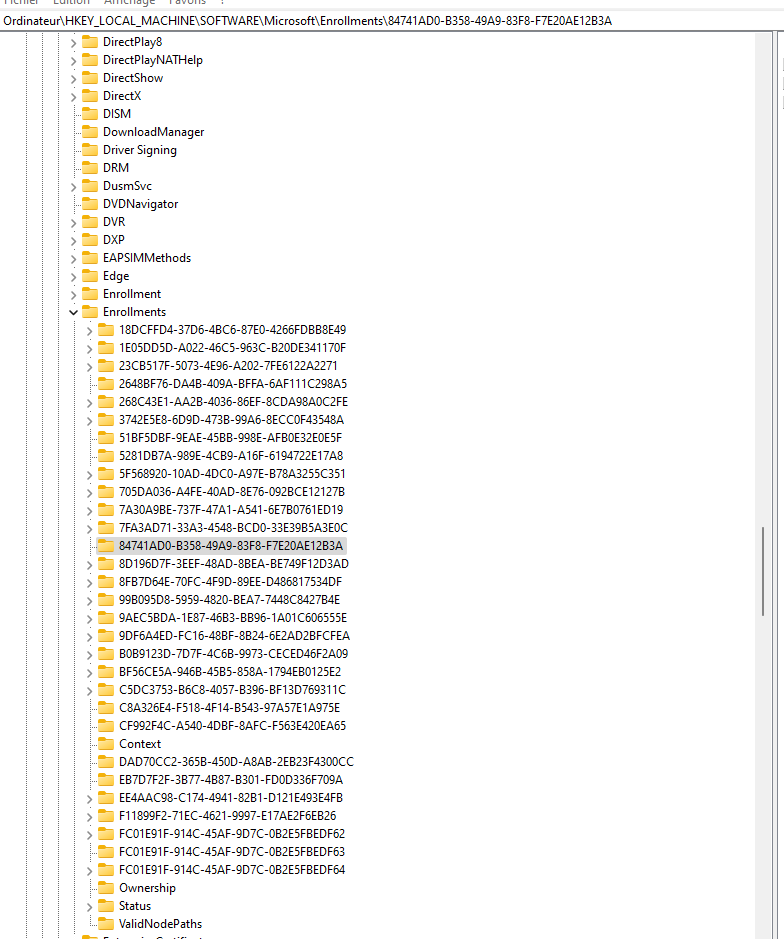 Fichier Edition Affichage Favoris ?
Ordinateur\HKEY_LOCAL_MACHINE\SOFTWARE\Microsoft\Enrollments\84741AD0-B358-49A9-83F8-F7E20AE12B3A
DirectPlay8
DirectPlayNATHelp
DirectShow
DirectX
DISM
DownloadManager
Driver Signing
DRM
DusmSvc
DVDNavigator
DVR
DXP
EAPSIMMethods
Edge
Enrollment
Enrollments
18DCFFD4-37D6-4BC6-87E0-4266FDBB8E49
1E05DD5D-A022-46C5-963C-B20DE341170F
23CB517F-5073-4E96-A202-7FE6122A2271
2648BF76-DA4B-409A-BFFA-6AF111C298A5
268C43E1-AA2B-4036-86EF-8CDA98A0C2FE
3742E5E8-6D9D-473B-99A6-8ECC0F43548A
51BF5DBF-9EAE-45BB-998E-AFB0E32E0E5F
5281DB7A-989E-4CB9-A16F-6194722E17A8
5F568920-10AD-4DC0-A97E-B78A3255C351
705DA036-A4FE-40AD-8E76-092BCE12127B
7A30A9BE-737F-47A1-A541-6E7B0761ED19
7FA3AD71-33A3-4548-BCD0-33E39B5A3E0C
84741AD0-B358-49A9-83F8-F7E20AE12B3A
8D196D7F-3EEF-48AD-8BEA-BE749F12D3AD
8FB7D64E-70FC-4F9D-89EE-D486817534DF
99B095D8-5959-4820-BEA7-7448C8427B4E
9AEC5BDA-1E87-46B3-BB96-1A01C606555E
9DF6A4ED-FC16-48BF-8B24-6E2AD2BFCFEA
B0B9123D-7D7F-4C6B-9973-CECED46F2A09
BF56CE5A-946B-45B5-858A-1794EB0125E2
C5DC3753-B6C8-4057-B396-BF13D769311C
C8A326E4-F518-4F14-B543-97A57E1A975E
CF992F4C-A540-4DBF-8AFC-F563E420EA65
Context
DAD70CC2-365B-450D-A8AB-2EB23F4300CC
EB7D7F2F-3B77-4B87-B301-FD0D336F709A
EE4AAC98-C174-4941-82B1-D121E493E4FB
F11899F2-71EC-4621-9997-E17AE2F6EB26
FC01E91F-914C-45AF-9D7C-0B2E5FBEDF62
FC01E91F-914C-45AF-9D7C-0B2E5FBEDF63
FC01E91F-914C-45AF-9D7C-0B2E5FBEDF64
Ownership
Status
ValidNodePaths